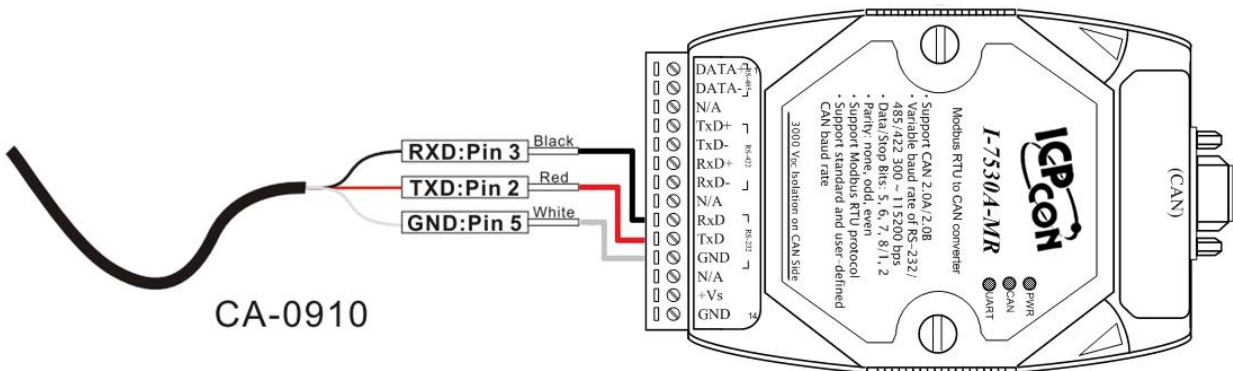 RXD:Pin 3
Black
TXD:Pin 2
Red
GND:Pin 5
White
CA-0910
DATA+
DATA-
N/A
TxD+
TxD-
RxD+
RxD-
N/A
RxD
TxD
GND
N/A
+Vs
GND
RS-485
RS-422
RS-232
14
3000 VDC Isolation on CAN Side
· Support CAN 2.0A/2.0B
· Variable baud rate of RS-232/
485/422 300 ~ 115200 bps
· Data/Stop Bits: 5, 6, 7, 8/1, 2
· Parity: none, odd, even
· Support Modbus RTU protocol
· Support standard and user-defined
CAN baud rate
Modbus RTU to CAN converter
I-7530A-MR
ICP CON
PWR
CAN
UART
(CAN)